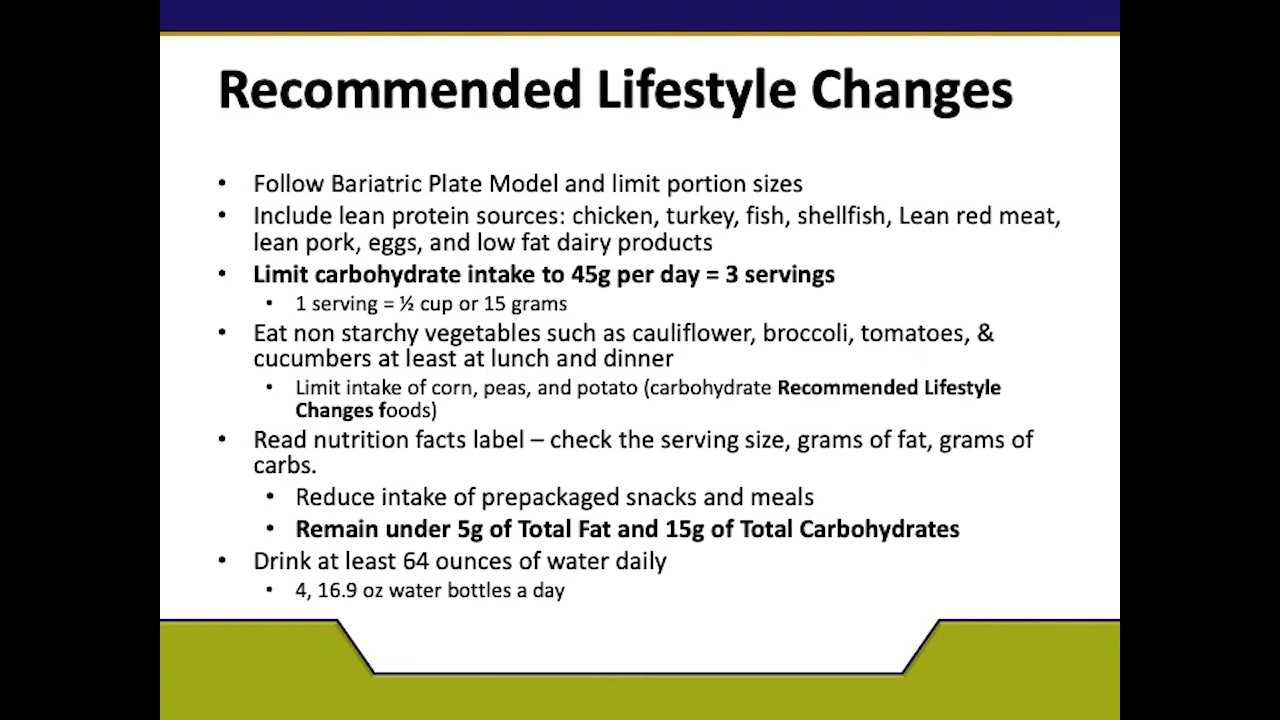 Recommended Lifestyle Changes
• Follow Bariatric Plate Model and limit portion sizes
• Include lean protein sources: chicken, turkey, fish, shellfish, Lean red meat,
lean pork, eggs, and low fat dairy products
• Limit carbohydrate intake to 45g per day = 3 servings
• 1 serving = ½ cup or 15 grams
• Eat non starchy vegetables such as cauliflower, broccoli, tomatoes, &
cucumbers at least at lunch and dinner
• Limit intake of corn, peas, and potato (carbohydrate Recommended Lifestyle
Changes foods)
• Read nutrition facts label – check the serving size, grams of fat, grams of
carbs.
• Reduce intake of prepackaged snacks and meals
• Remain under 5g of Total Fat and 15g of Total Carbohydrates
• Drink at least 64 ounces of water daily
• 4, 16.9 oz water bottles a day